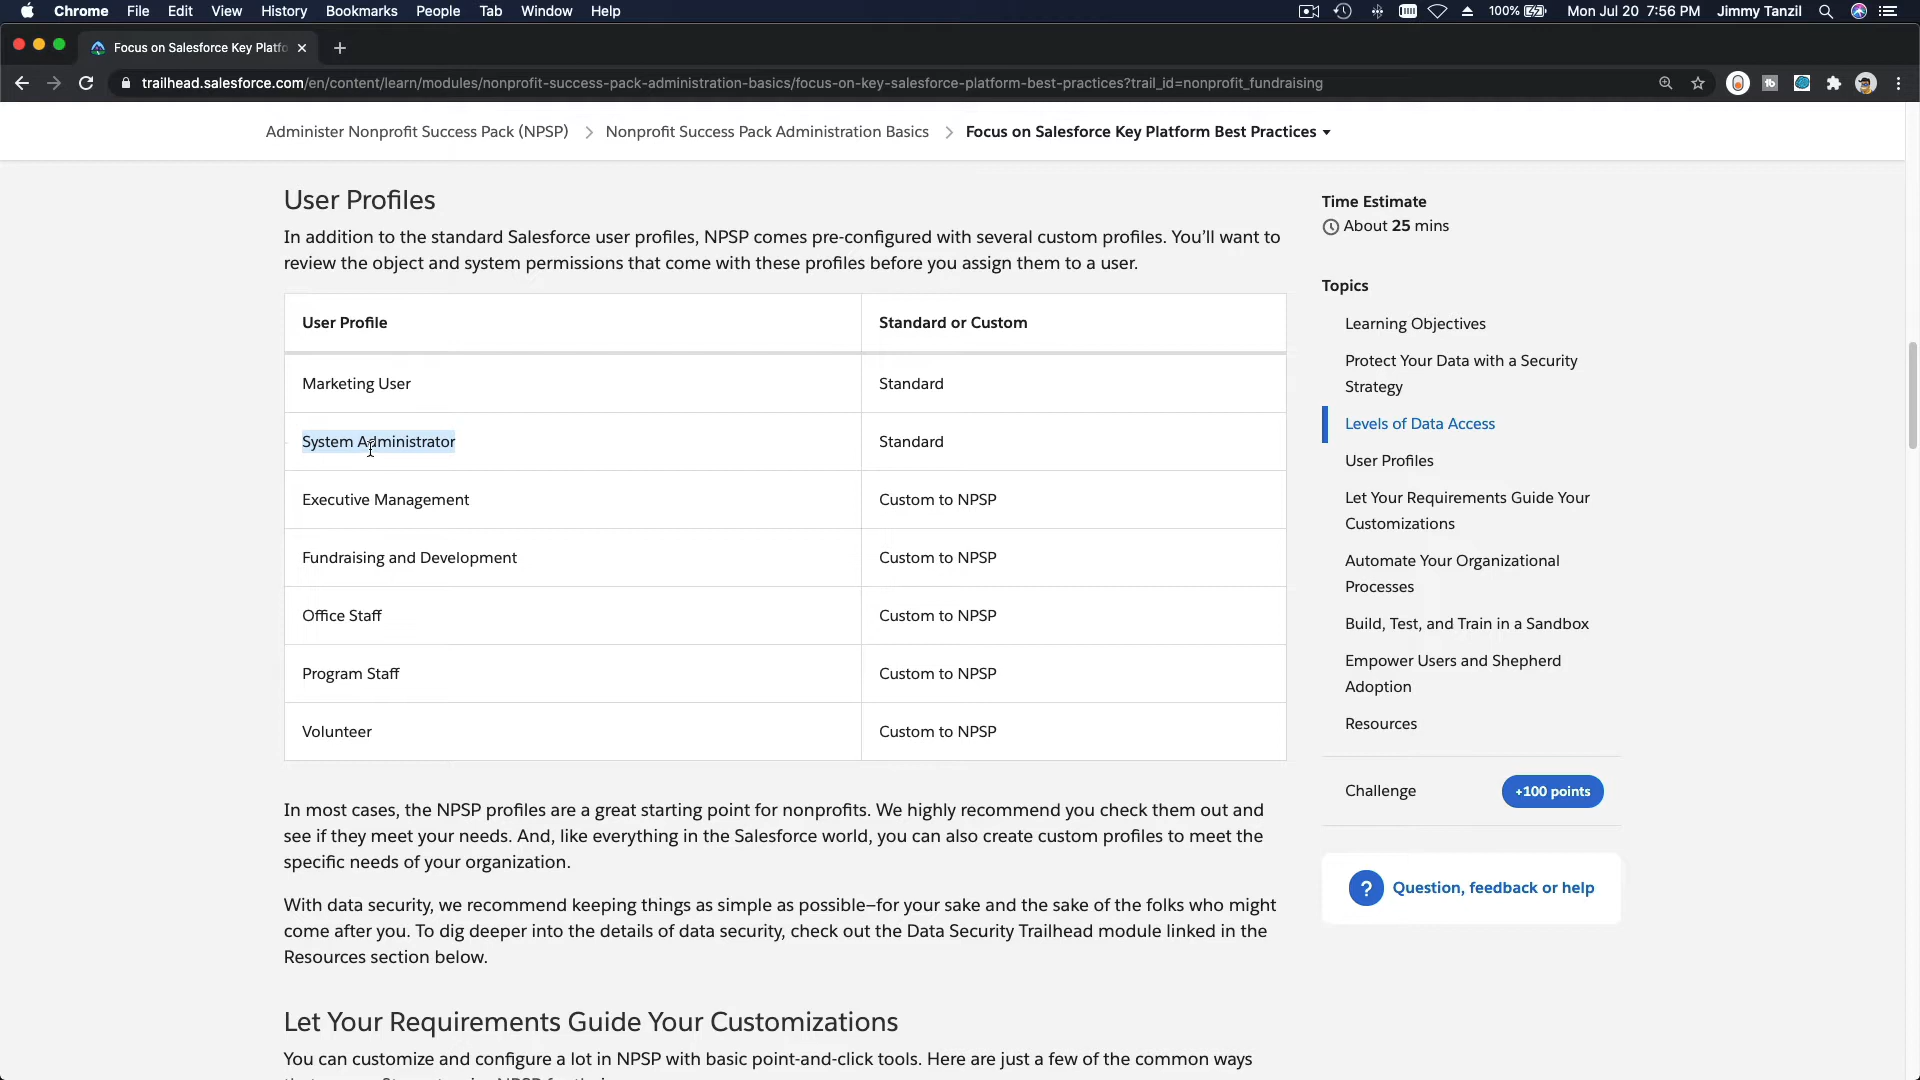 Chrome File Edit View History Bookmarks People Tab Window Help 100% Mon Jul 20 7:56 PM Jimmy Tanzil
Focus on Salesforce Key Platfo
trailhead.salesforce.com/en/content/learn/modules/nonprofit-success-pack-administration-basics/focus-on-key-salesforce-platform-best-practices?trail_id=nonprofit_fundraising
Administer Nonprofit Success Pack (NPSP) > Nonprofit Success Pack Administration Basics > Focus on Salesforce Key Platform Best Practices
User Profiles
In addition to the standard Salesforce user profiles, NPSP comes pre-configured with several custom profiles. You’ll want to
review the object and system permissions that come with these profiles before you assign them to a user.
User Profile Standard or Custom
Marketing User Standard
System Administrator Standard
Executive Management Custom to NPSP
Fundraising and Development Custom to NPSP
Office Staff Custom to NPSP
Program Staff Custom to NPSP
Volunteer Custom to NPSP
In most cases, the NPSP profiles are a great starting point for nonprofits. We highly recommend you check them out and
see if they meet your needs. And, like everything in the Salesforce world, you can also create custom profiles to meet the
specific needs of your organization.
With data security, we recommend keeping things as simple as possible—for your sake and the sake of the folks who might
come after you. To dig deeper into the details of data security, check out the Data Security Trailhead module linked in the
Resources section below.
Let Your Requirements Guide Your Customizations
You can customize and configure a lot in NPSP with basic point-and-click tools. Here are just a few of the common ways
Time Estimate
About 25 mins
Topics
Learning Objectives
Protect Your Data with a Security
Strategy
Levels of Data Access
User Profiles
Let Your Requirements Guide Your
Customizations
Automate Your Organizational
Processes
Build, Test, and Train in a Sandbox
Empower Users and Shepherd
Adoption
Resources
Challenge +100 points
? Question, feedback or help